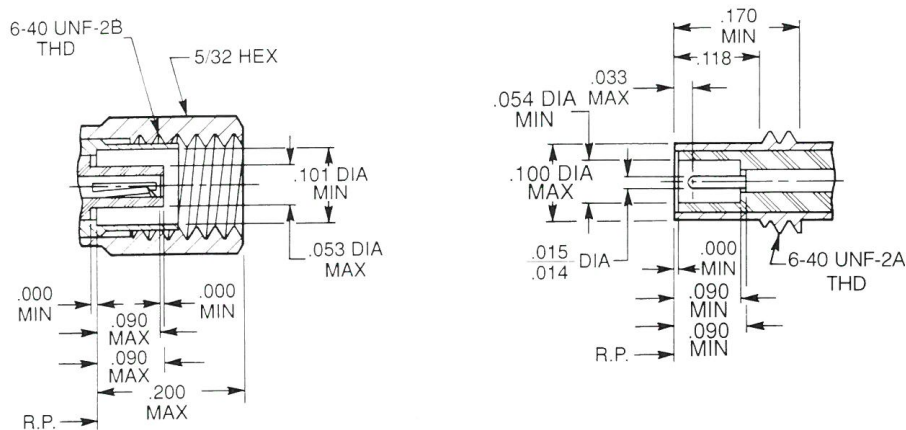 6-40 UNF-2B
THD
5/32 HEX
.101 DIA
MIN
.053 DIA
MAX
.000
MIN
.000
MIN
.090
MAX
.090
MAX
.200
MAX
R.P.
.170
MIN
.118
.033
MAX
.054 DIA
MIN
.100 DIA
MAX
.015
.014 DIA
.000
MIN
6-40 UNF-2A
THD
.090
MIN
.090
MIN
R.P.